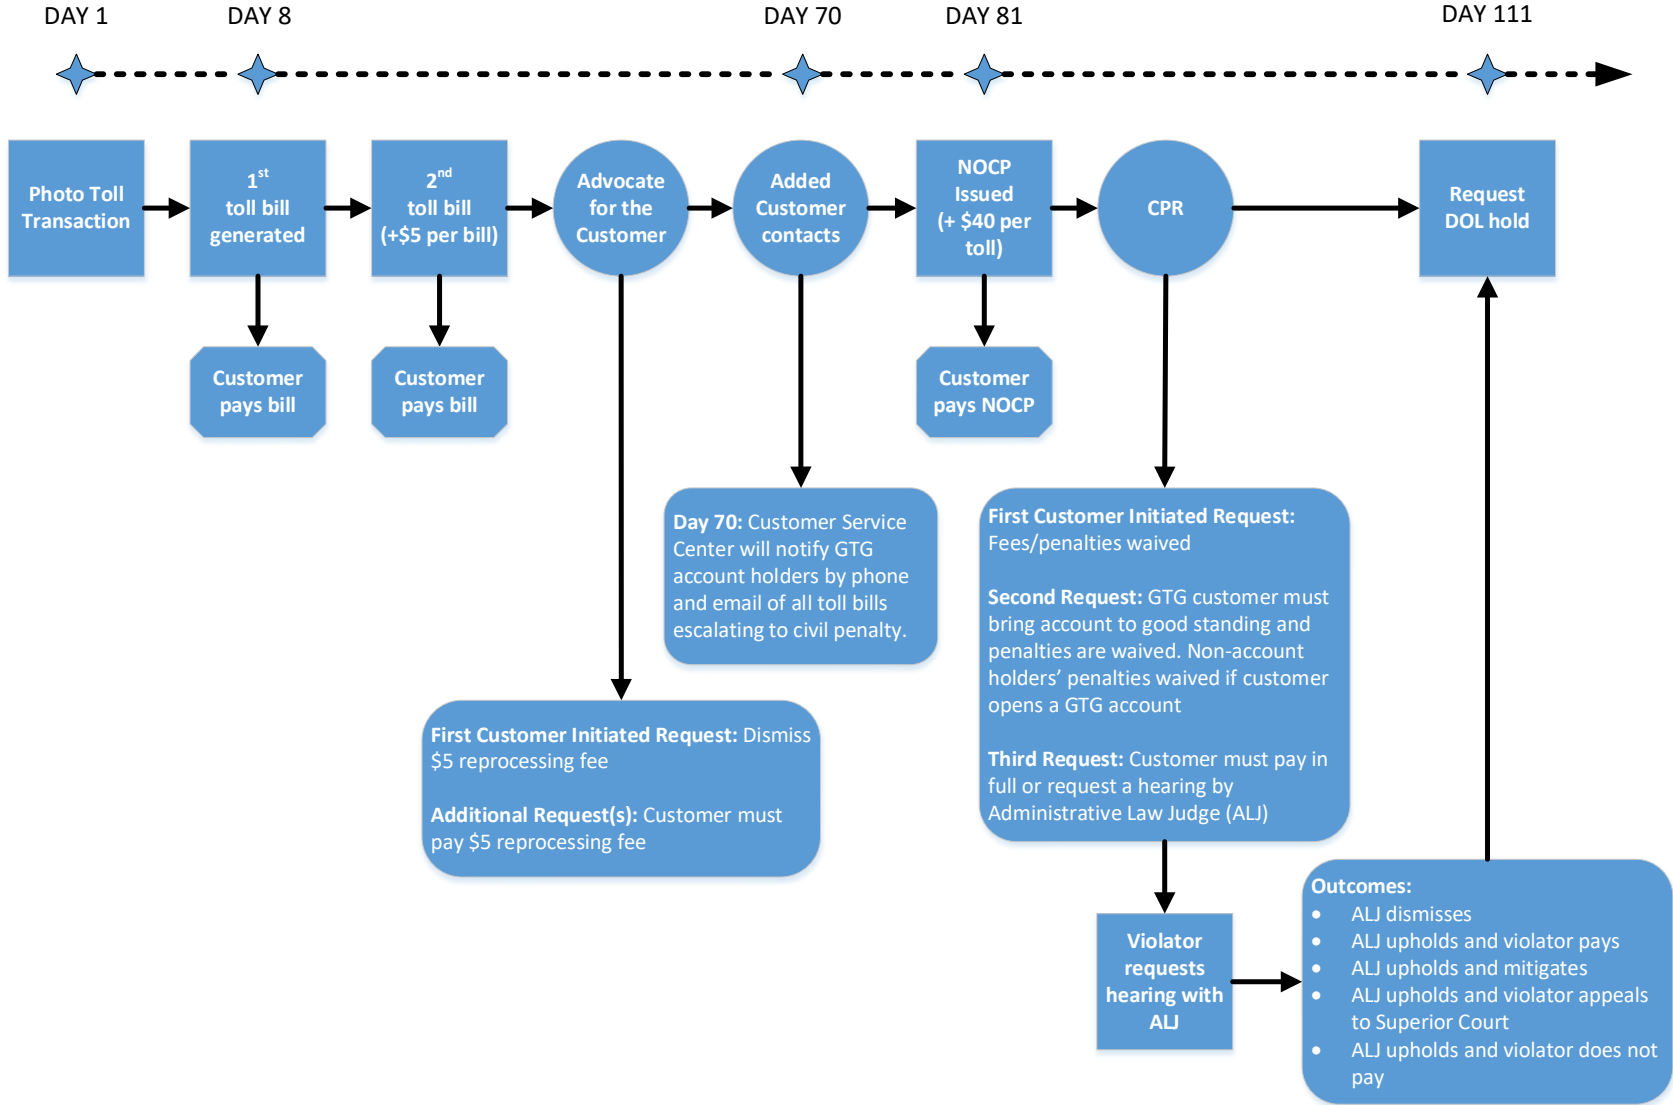 DAY 1
DAY 8
DAY 70
DAY 81
DAY 111
Photo Toll
Transaction
1st
toll bill
generated
2nd
toll bill
(+$5 per bill)
Advocate
for the
Customer
Added
Customer
contacts
NOCP
Issued
(+ $40 per
toll)
CPR
Request
DOL hold
Customer
pays bill
Customer
pays bill
Customer
pays NOCP
Day 70: Customer Service
Center will notify GTG
account holders by phone
and email of all toll bills
escalating to civil penalty.
First Customer Initiated Request:
Fees/penalties waived
Second Request: GTG customer must
bring account to good standing and
penalties are waived. Non-account
holders’ penalties waived if customer
opens a GTG account
Third Request: Customer must pay in
full or request a hearing by
Administrative Law Judge (ALJ)
First Customer Initiated Request: Dismiss
$5 reprocessing fee
Additional Request(s): Customer must
pay $5 reprocessing fee
Violator
requests
hearing with
ALJ
Outcomes:
• ALJ dismisses
• ALJ upholds and violator pays
• ALJ upholds and mitigates
• ALJ upholds and violator appeals
to Superior Court
• ALJ upholds and violator does not
pay